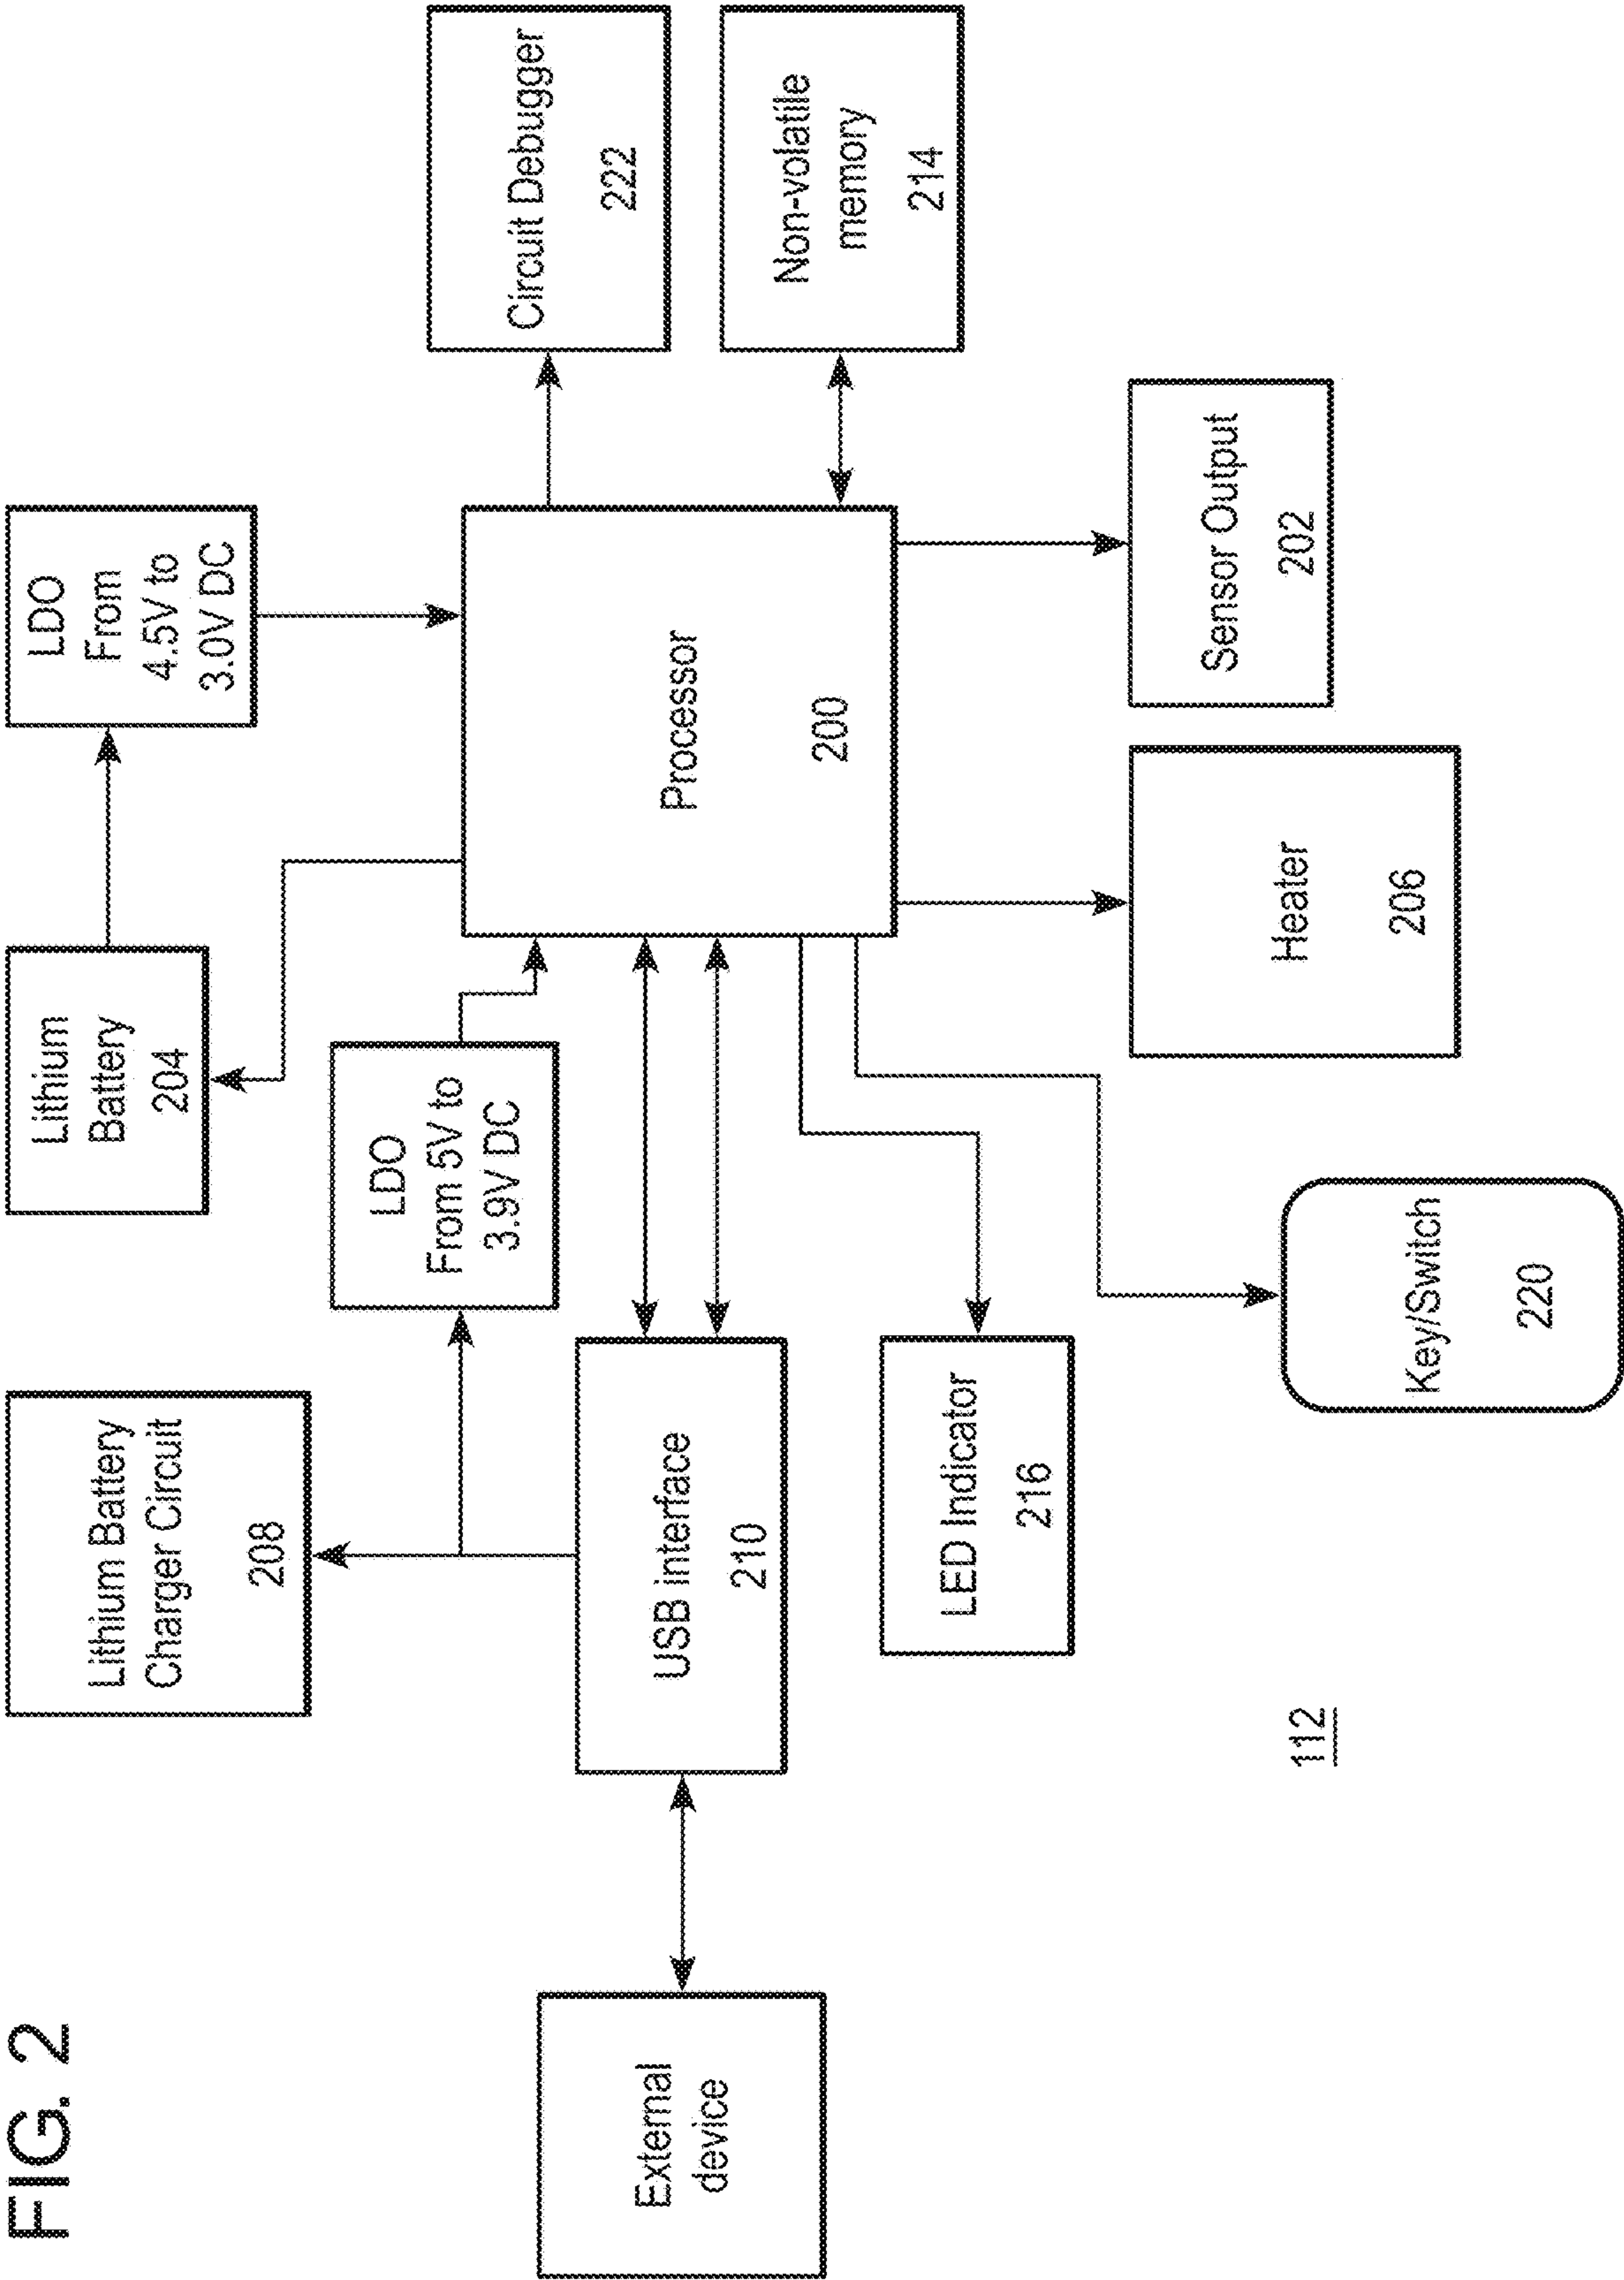 FIG. 2
Lithium Battery
Charger Circuit
208
Lithium
Battery
204
LDO
From
4.5V to
3.0V DC
LDO
From 5V to
3.9V DC
Circuit Debugger
222
External
device
USB interface
210
Processor
200
Non-volatile
memory
214
LED Indicator
216
Key/Switch
220
Heater
206
Sensor Output
202
112